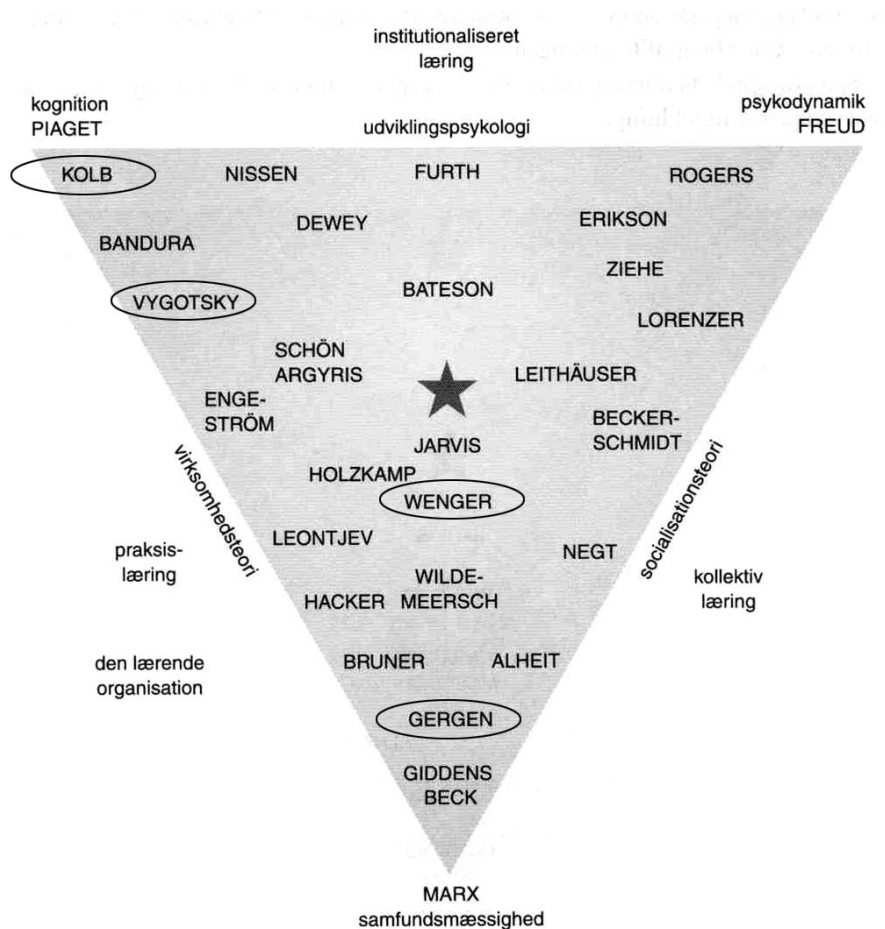 institutionaliseret
læring
kognition
PIAGET
udviklingspsykologi
psykodynamik
FREUD
KOLB
NISSEN
FURTH
ROGERS
DEWEY
ERIKSON
BANDURA
ZIEHE
VYGOTSKY
BATESON
LORENZER
SCHÖN
ARGYRIS
LEITHÄUSER
ENGE-
STRÖM
BECKER-
SCHMIDT
JARVIS
HOLZKAMP
WENGER
virksomhedsteori
socialisationsteori
LEONTJEV
NEGT
praksis-
læring
kollektiv
læring
WILDE-
MEERSCH
HACKER
den lærende
organisation
BRUNER
ALHEIT
GERGEN
GIDDENS
BECK
MARX
samfundsmæssighed